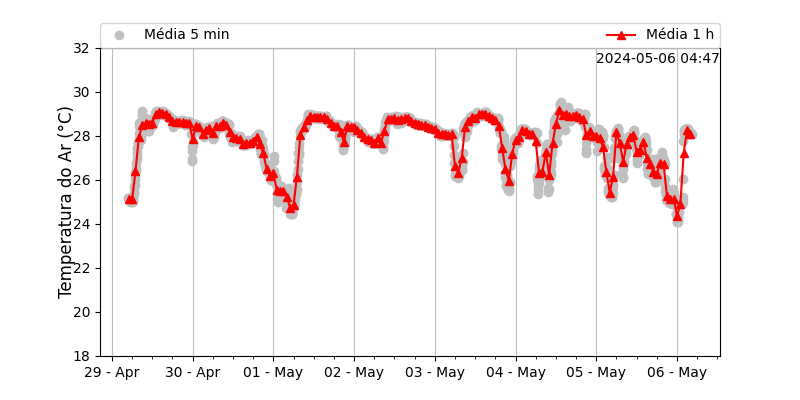 Média 5 min
Média 1 h
2024-05-06 04:47
Temperatura do Ar (°C)
32
30
28
26
24
22
20
18
29 - Apr
30 - Apr
01 - May
02 - May
03 - May
04 - May
05 - May
06 - May